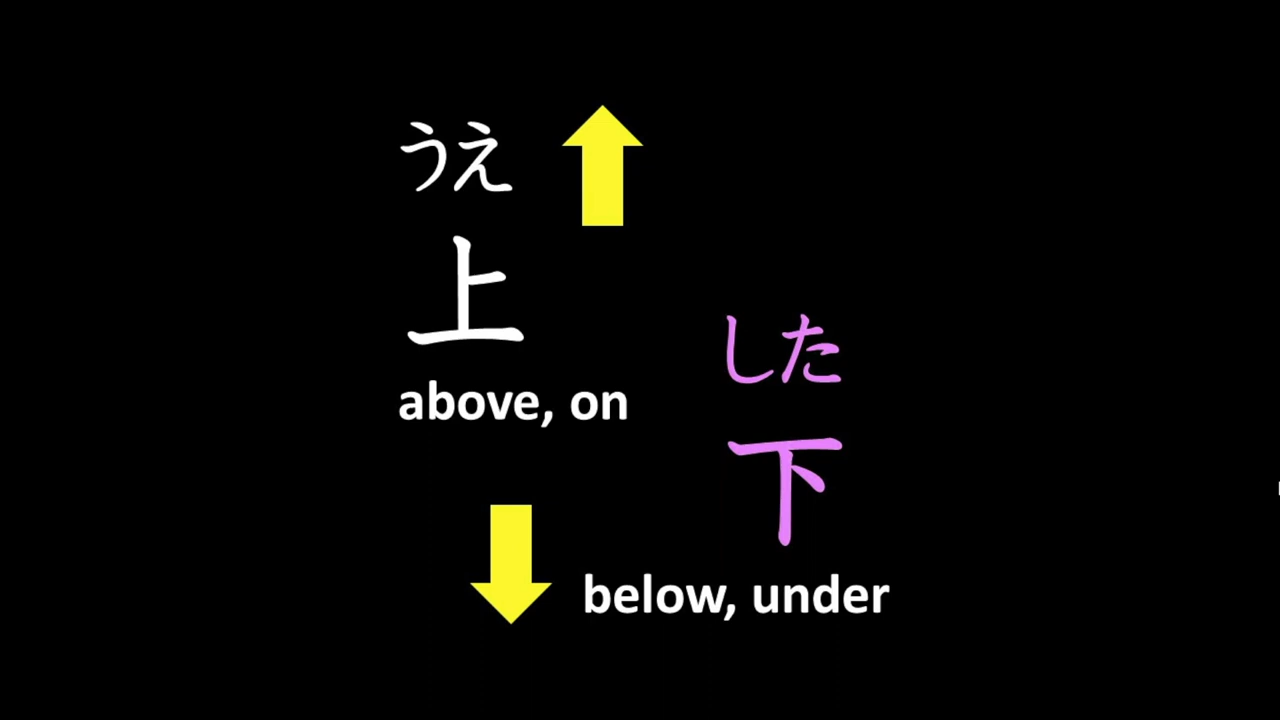 うえ
上
above, on
した
下
below, under